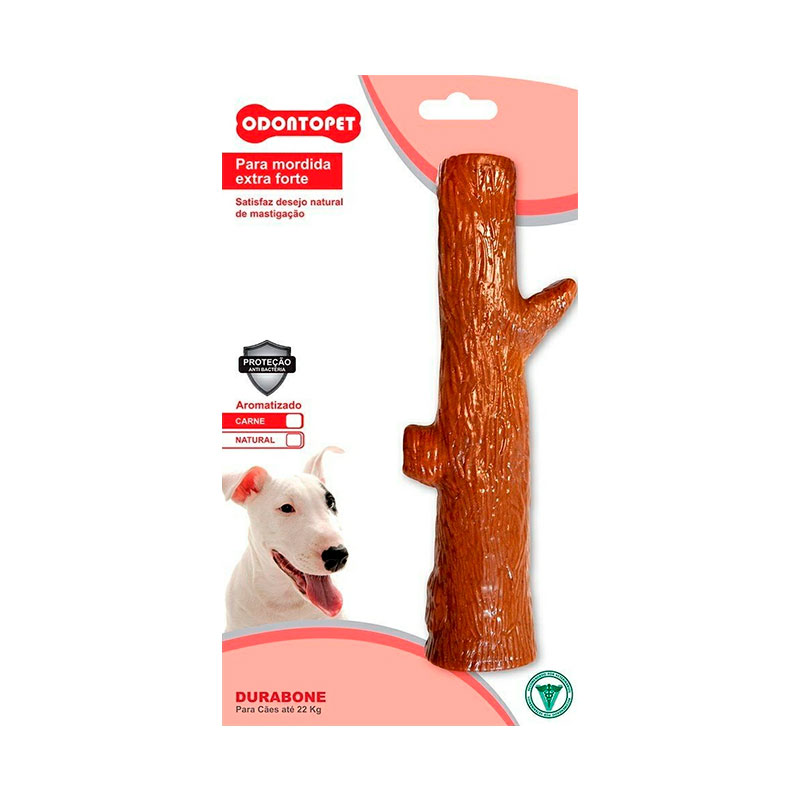 ODONTOPET
Para mordida
extra forte
Satisfaz desejo natural
de mastigação
PROTEÇÃO
ANTI BACTÉRIA
Aromatizado
CARNE
NATURAL
DURABONE
Para Cães até 22 Kg